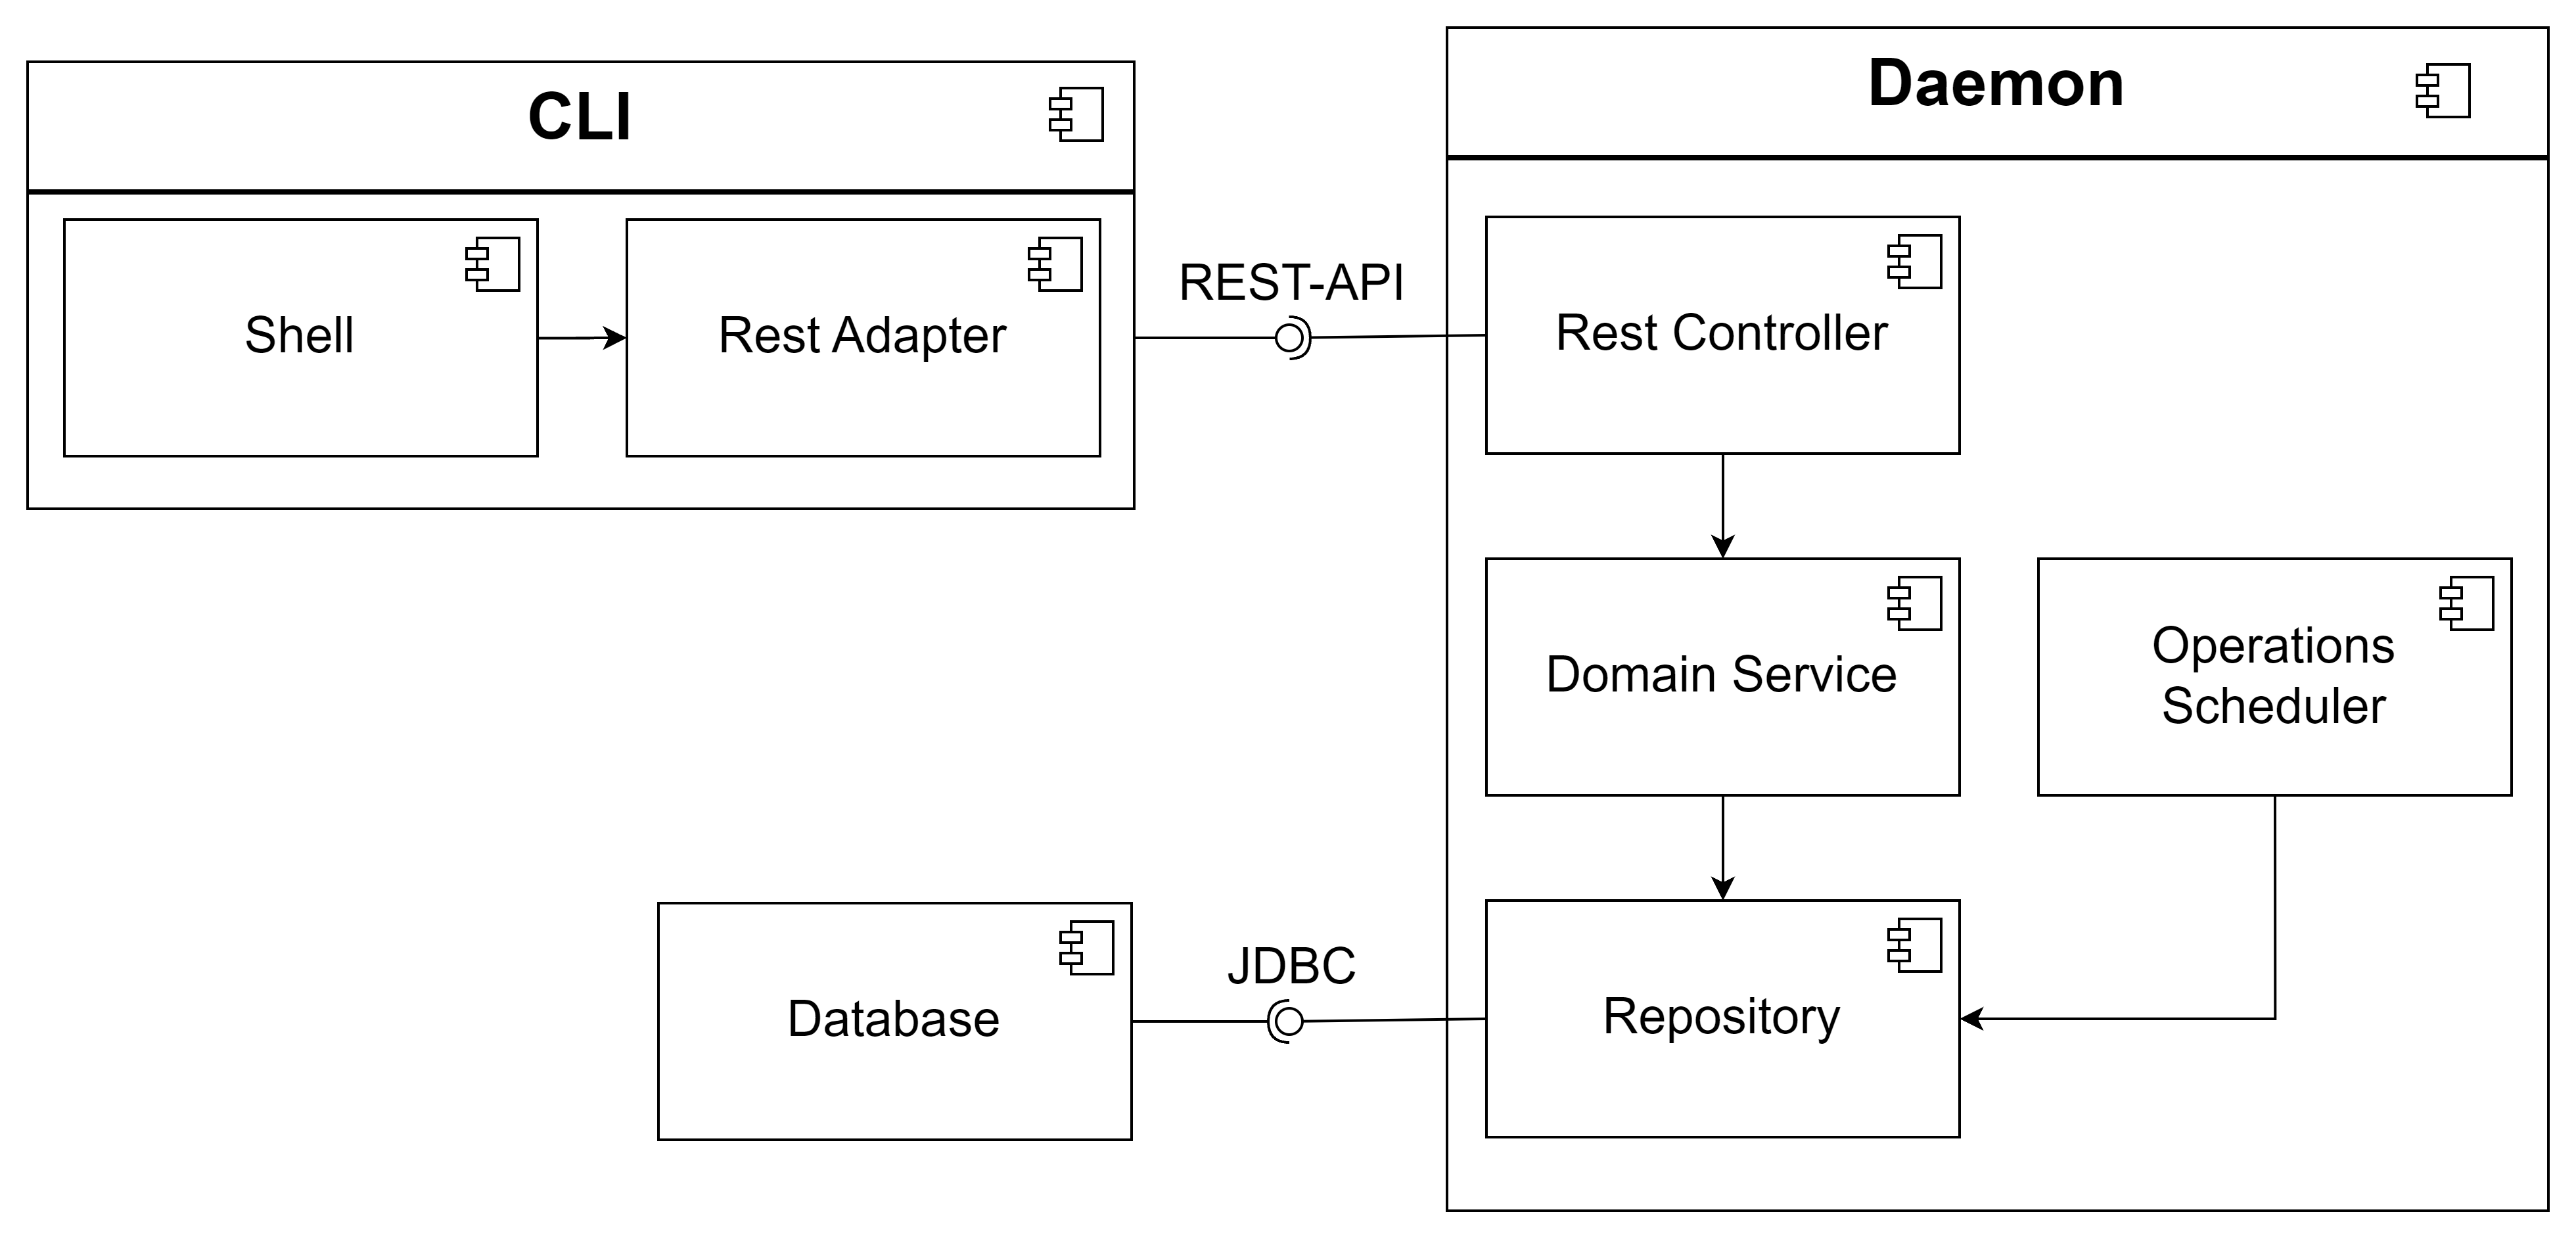 CLI
Shell
Rest Adapter
REST-API
Daemon
Rest Controller
Domain Service
Operations
Scheduler
Database
JDBC
Repository